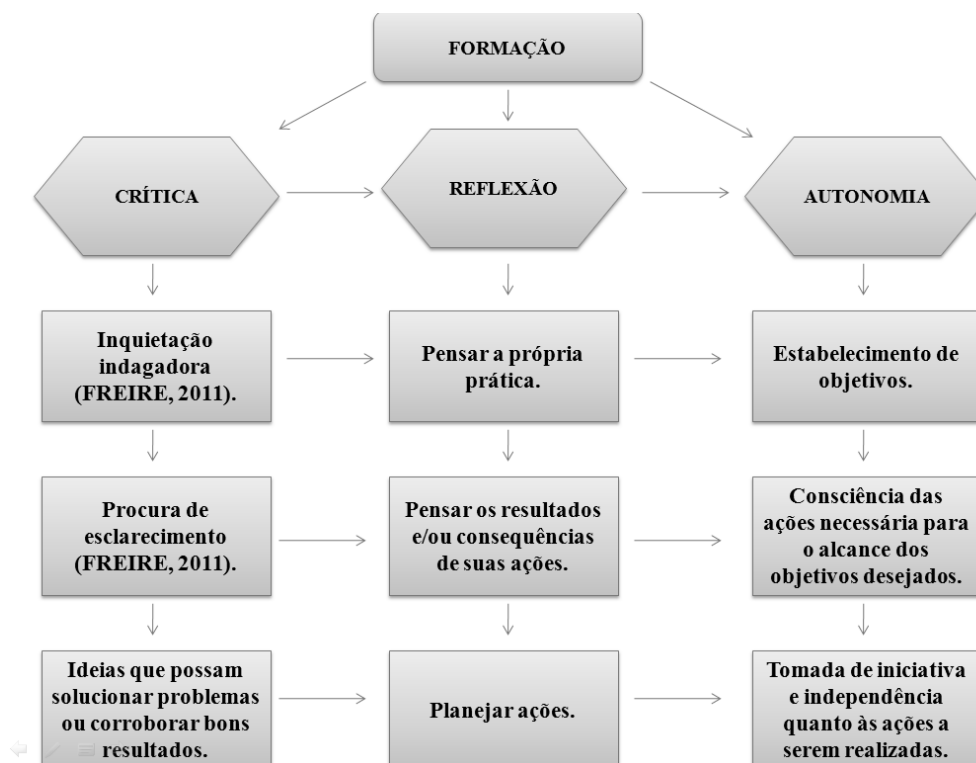 FORMAÇÃO
CRÍTICA
REFLEXÃO
AUTONOMIA
Inquietação
indagadora
(FREIRE, 2011).
Pensar a própria
prática.
Estabelecimento de
objetivos.
Procura de
esclarecimento
(FREIRE, 2011).
Pensar os resultados
e/ou consequências
de suas ações.
Consciência das
ações necessária para
o alcance dos
objetivos desejados.
Ideias que possam
solucionar problemas
ou corroborar bons
resultados.
Planejar ações.
Tomada de iniciativa
e independência
quanto às ações a
serem realizadas.